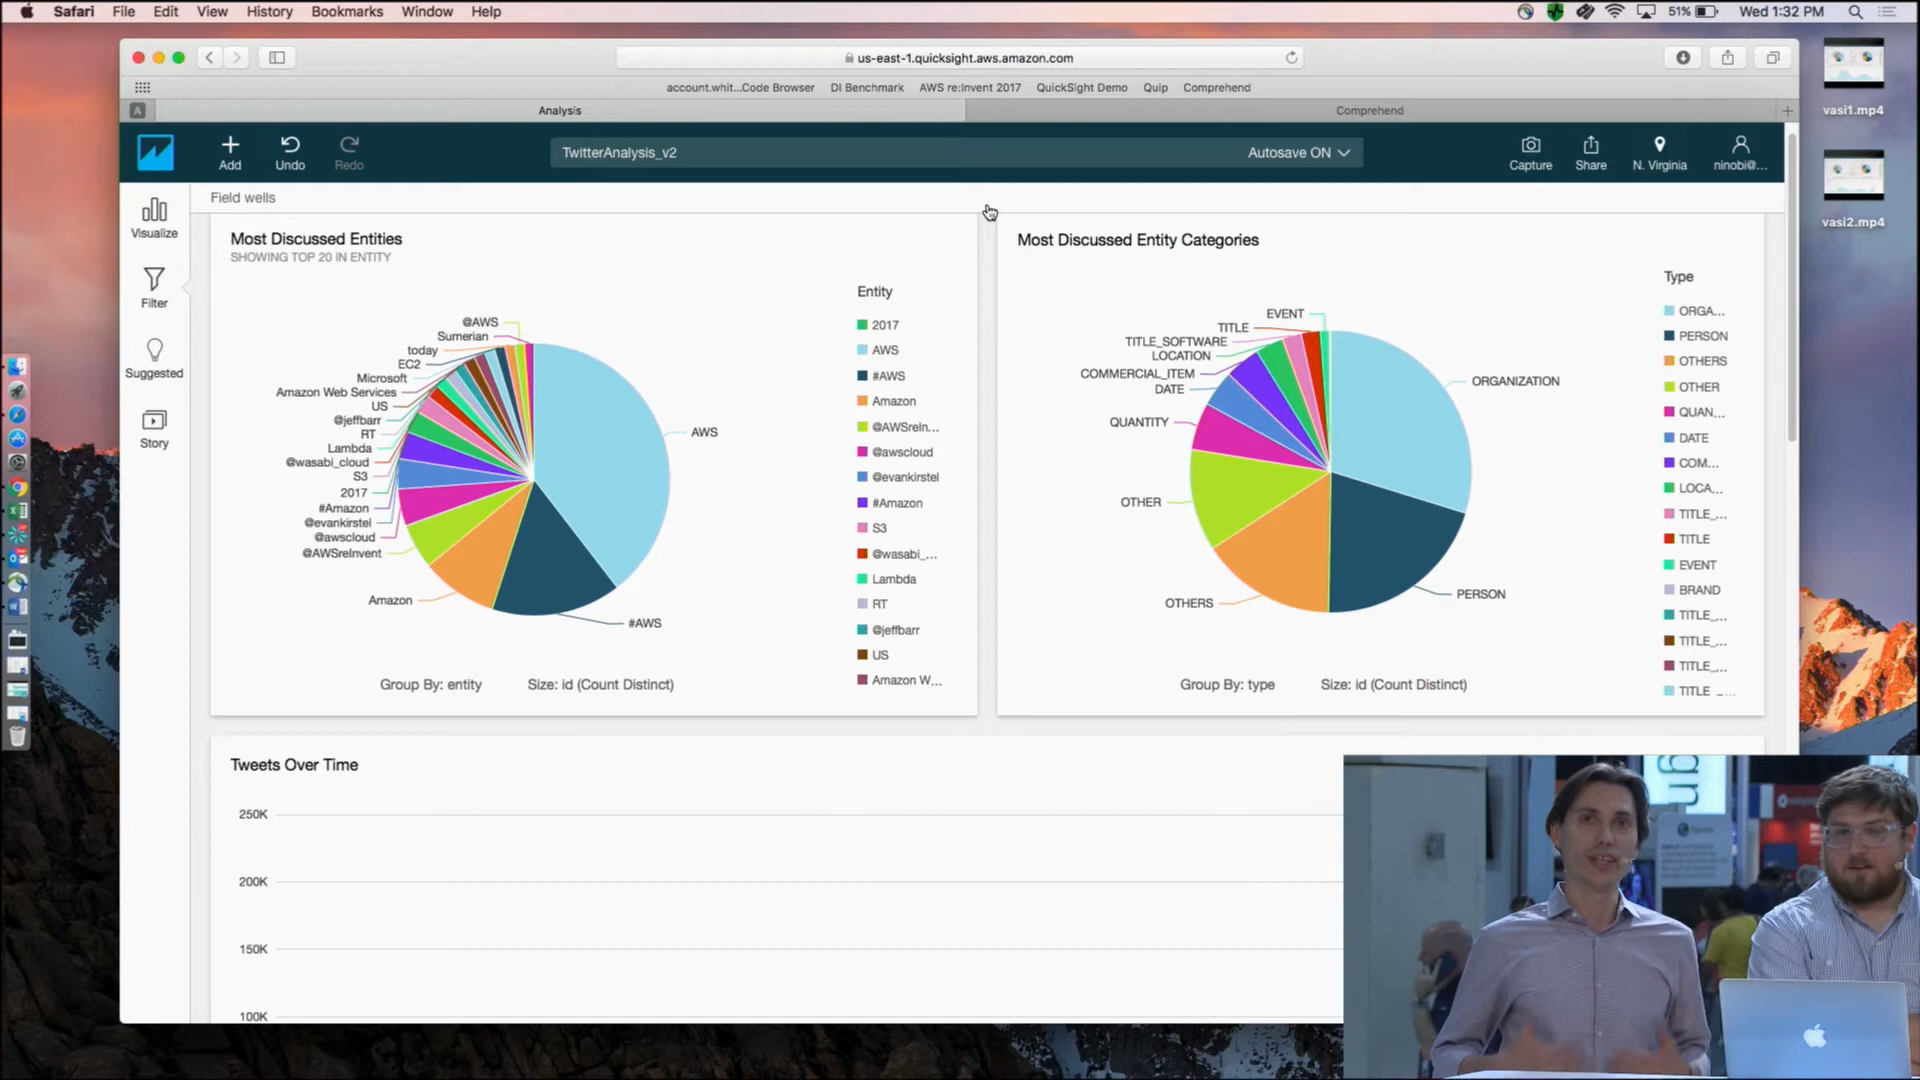 Safari File Edit View History Bookmarks Window Help
51% Wed 1:32 PM
us-east-1.quicksight.aws.amazon.com
account.whit...Code Browser DI Benchmark AWS re:Invent 2017 QuickSight Demo Quip Comprehend
A Analysis Comprehend
Add Undo Redo
TwitterAnalysis_v2 Autosave ON
Capture Share N. Virginia ninobi@...
vasi1.mp4
vasi2.mp4
Visualize
Filter
Suggested
Story
Field wells
Most Discussed Entities
SHOWING TOP 20 IN ENTITY
@AWS
Sumerian
today
EC2
Microsoft
Amazon Web Services
US
@jeffbarr
RT
Lambda
@wasabi_cloud
S3
2017
#Amazon
@evankirstel
@awscloud
@AWSreInvent
Amazon
#AWS
AWS
Entity
2017
AWS
#AWS
Amazon
@AWSreIn...
@awscloud
@evankirstel
#Amazon
S3
@wasabi_...
Lambda
RT
@jeffbarr
US
Amazon W...
Group By: entity Size: id (Count Distinct)
Most Discussed Entity Categories
EVENT
TITLE
TITLE_SOFTWARE
LOCATION
COMMERCIAL_ITEM
DATE
QUANTITY
OTHER
OTHERS
PERSON
ORGANIZATION
Type
ORGA...
PERSON
OTHERS
OTHER
QUAN...
DATE
COM...
LOCA...
TITLE_...
TITLE
EVENT
BRAND
TITLE_...
TITLE_...
TITLE_...
TITLE_...
Group By: type Size: id (Count Distinct)
Tweets Over Time
250K
200K
150K
100K
gn